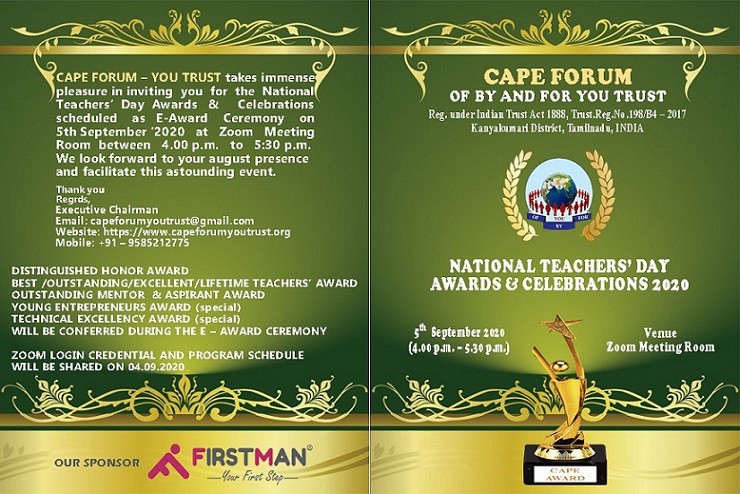 CAPE FORUM – YOU TRUST takes immense
pleasure in inviting you for the National
Teachers' Day Awards & Celebrations
scheduled as E-Award Ceremony on
5th September '2020 at Zoom Meeting
Room between 4.00 p.m. to 5:30 p.m.
We look forward to your august presence
and facilitate this astounding event.
Thank you
Regrds,
Executive Chairman
Email: capeforumyoutrust@gmail.com
Website: https://www.capeforumyoutrust.org
Mobile: +91 – 9585212775
DISTINGUISHED HONOR AWARD
BEST /OUTSTANDING/EXCELLENT/LIFETIME TEACHERS' AWARD
OUTSTANDING MENTOR & ASPIRANT AWARD
YOUNG ENTREPRENEURS AWARD (special)
TECHNICAL EXCELLENCY AWARD (special)
WILL BE CONFERRED DURING THE E – AWARD CEREMONY
ZOOM LOGIN CREDENTIAL AND PROGRAM SCHEDULE
WILL BE SHARED ON 04.09.2020
OUR SPONSOR
FIRSTMAN®
Your First Step
CAPE FORUM
OF BY AND FOR YOU TRUST
Reg. under Indian Trust Act 1888, Trust.Reg.No.198/B4 – 2017
Kanyakumari District, Tamilnadu, INDIA
OF YOU FOR
BY
NATIONAL TEACHERS' DAY
AWARDS & CELEBRATIONS 2020
5th September 2020
(4.00 p.m. - 5.30 p.m.)
Venue
Zoom Meeting Room
CAPE
AWARD